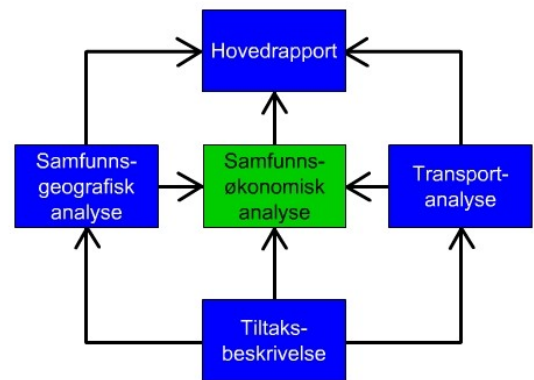 Hovedrapport
Samfunns-
geografisk
analyse
Samfunns-
økonomisk
analyse
Transport-
analyse
Tiltaks-
beskrivelse